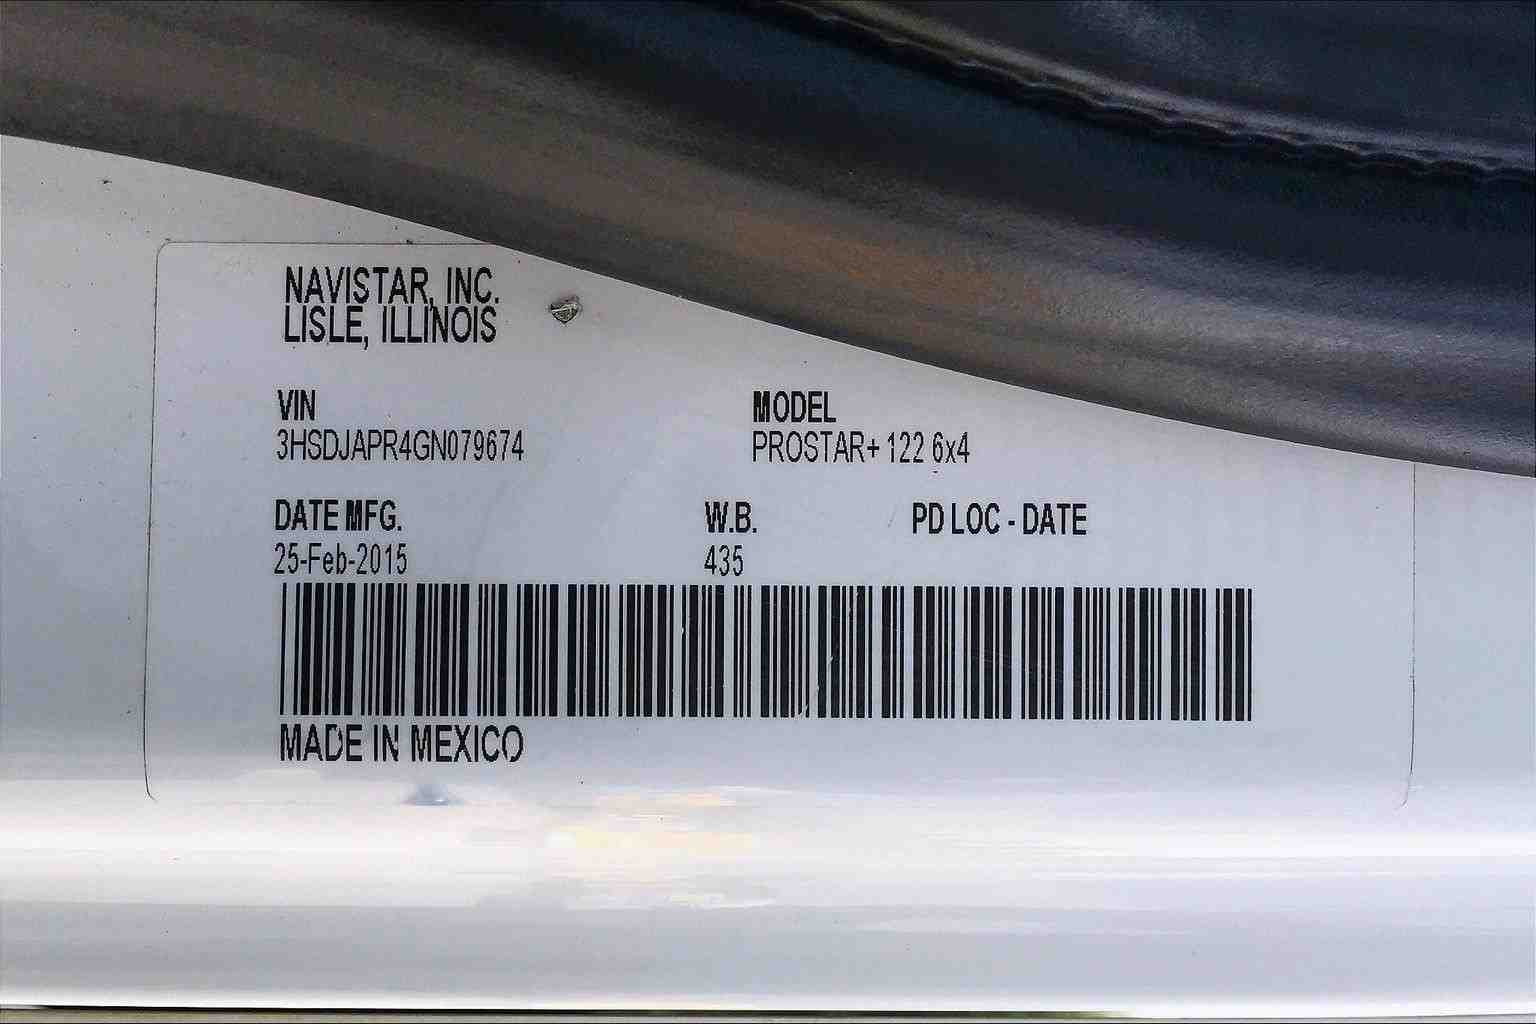 NAVISTAR, INC.
LISLE, ILLINOIS
VIN
3HSDJAPR4GN079674
MODEL
PROSTAR+ 122 6x4
DATE MFG.
25-Feb-2015
W.B.
435
PD LOC - DATE
MADE IN MEXICO